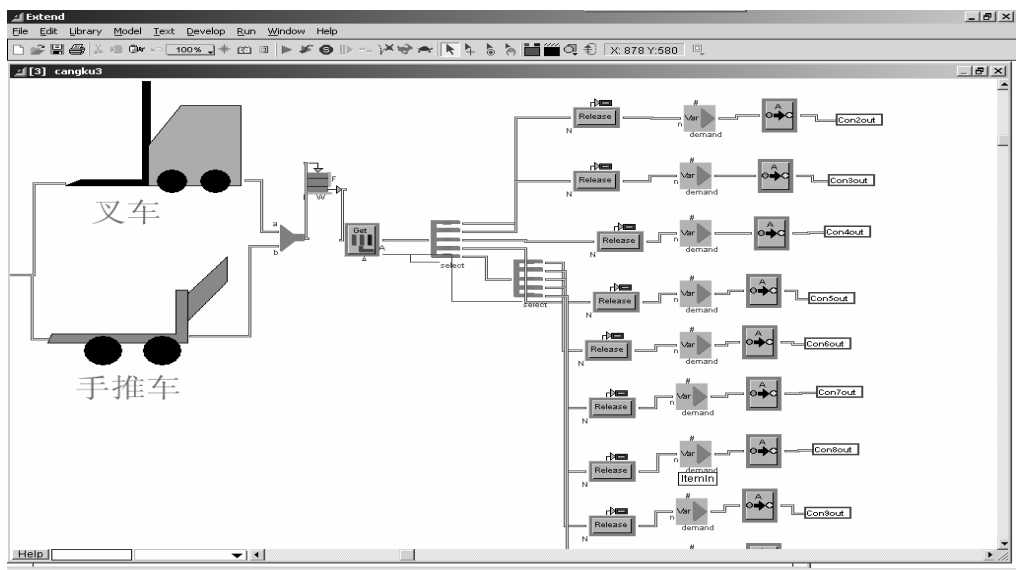 Extend
File Edit Library Model Text Develop Run Window Help
100% X: 878 Y:580
[3] cangku3
A
#
Release Var Con2out
N n demand
A
#
Release Var Con3out
N n demand
叉车
F
W
a
b
Get
A
select
A
#
Release Var Con4out
N n demand
select
A
#
Release Var Con5out
N n demand
A
#
Release Var Con6out
N n demand
手推车
A
#
Release Var Con7out
N n demand
A
#
Release Var Con8out
N n demand
ItemIn
A
#
Release Var Con9out
N n demand
#
A
Help